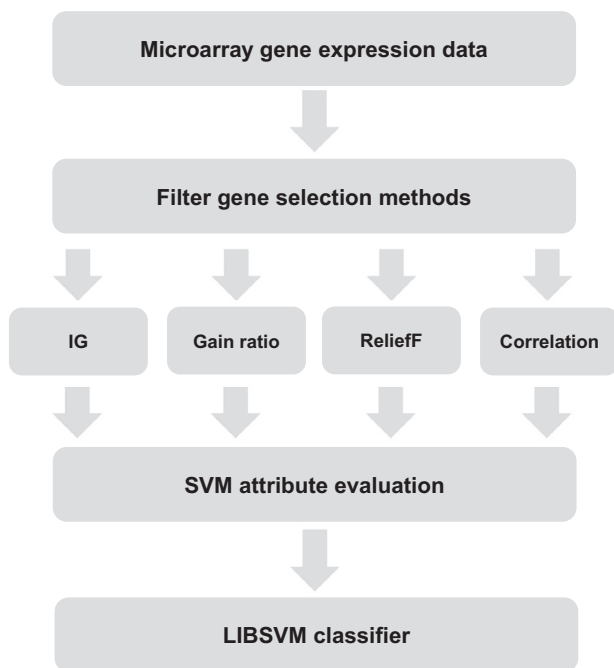 Microarray gene expression data
Filter gene selection methods
IG
Gain ratio
ReliefF
Correlation
SVM attribute evaluation
LIBSVM classifier